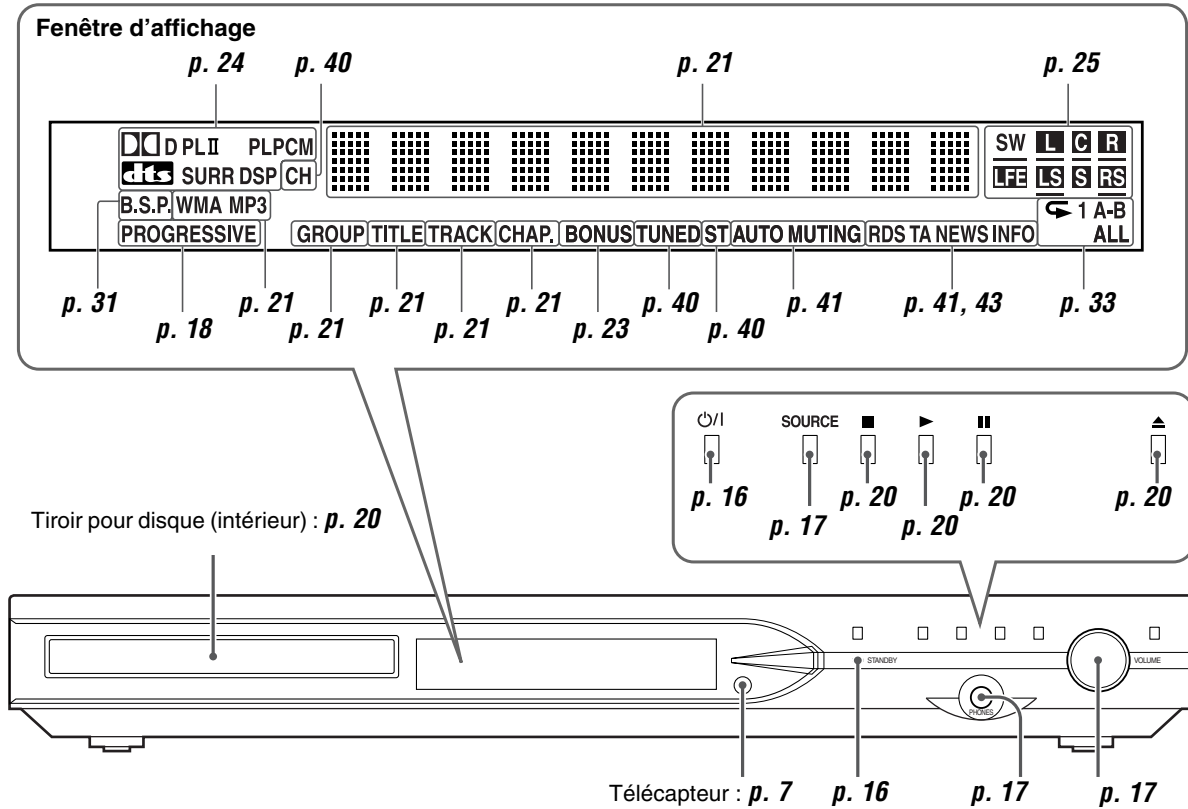 Fenêtre d'affichage
p. 24 p. 40 p. 21 p. 25
D PL II PLPCM SW L C R
dts SURR DSP CH LFE LS S RS
B.S.P. WMA MP3 1 A-B
PROGRESSIVE GROUP TITLE TRACK CHAP. BONUS TUNED ST AUTO MUTING RDS TA NEWS INFO ALL
p. 31 p. 21 p. 21 p. 21 p. 40 p. 41 p. 41, 43 p. 33
p. 18 p. 21 p. 21 p. 23 p. 40
⏻/I SOURCE ■ ► ▮▮ ▲
p. 16 p. 20 p. 20 p. 20
p. 17 p. 20
Tiroir pour disque (intérieur) : p. 20
STANDBY VOLUME
PHONES
Télécapteur : p. 7 p. 16 p. 17 p. 17